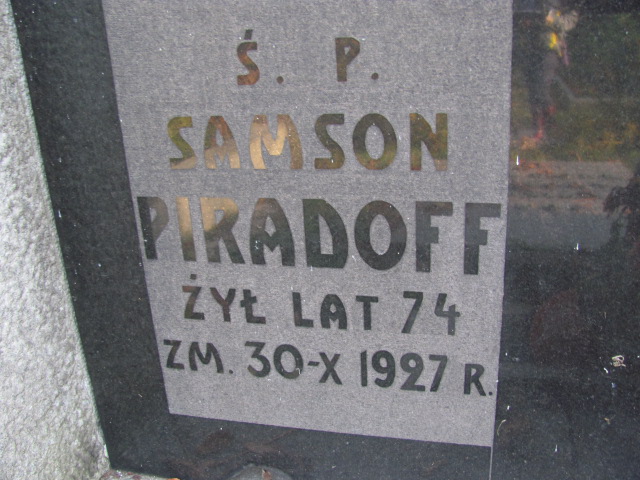 Ś. P.
SAMSON
PIRADOFF
ŻYŁ LAT 74
ZM. 30-X 1927 R.